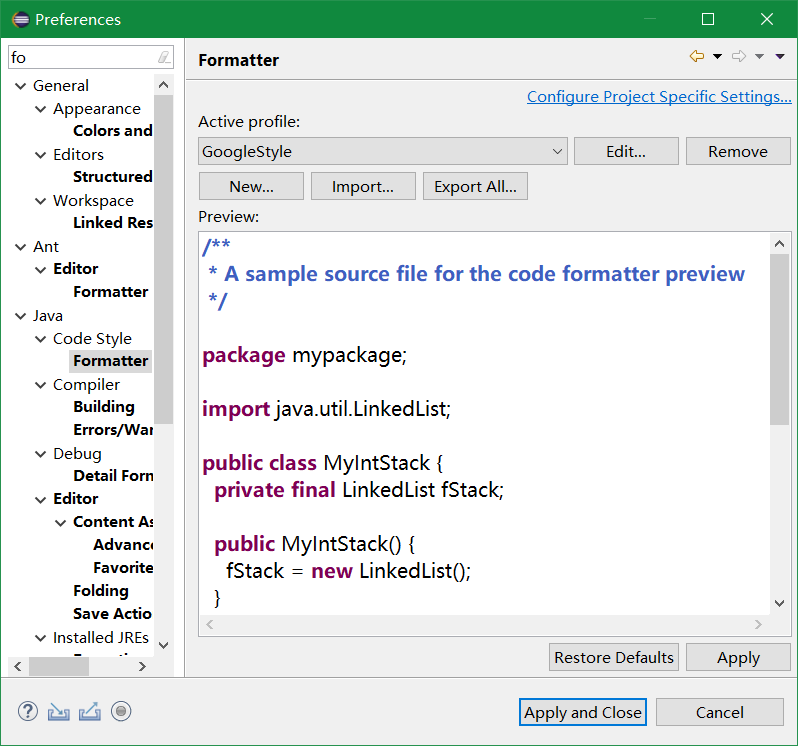 Preferences
fo
General
Appearance
Colors and
Editors
Structured
Workspace
Linked Res
Ant
Editor
Formatter
Java
Code Style
Formatter
Compiler
Building
Errors/War
Debug
Detail Forn
Editor
Content As
Advance
Favorite
Folding
Save Actio
Installed JREs
Formatter
Configure Project Specific Settings...
Active profile:
GoogleStyle
Edit...
Remove
New...
Import...
Export All...
Preview:
/**
* A sample source file for the code formatter preview
*/
package mypackage;
import java.util.LinkedList;
public class MyIntStack {
private final LinkedList fStack;
public MyIntStack() {
fStack = new LinkedList();
}
Restore Defaults
Apply
?
Apply and Close
Cancel